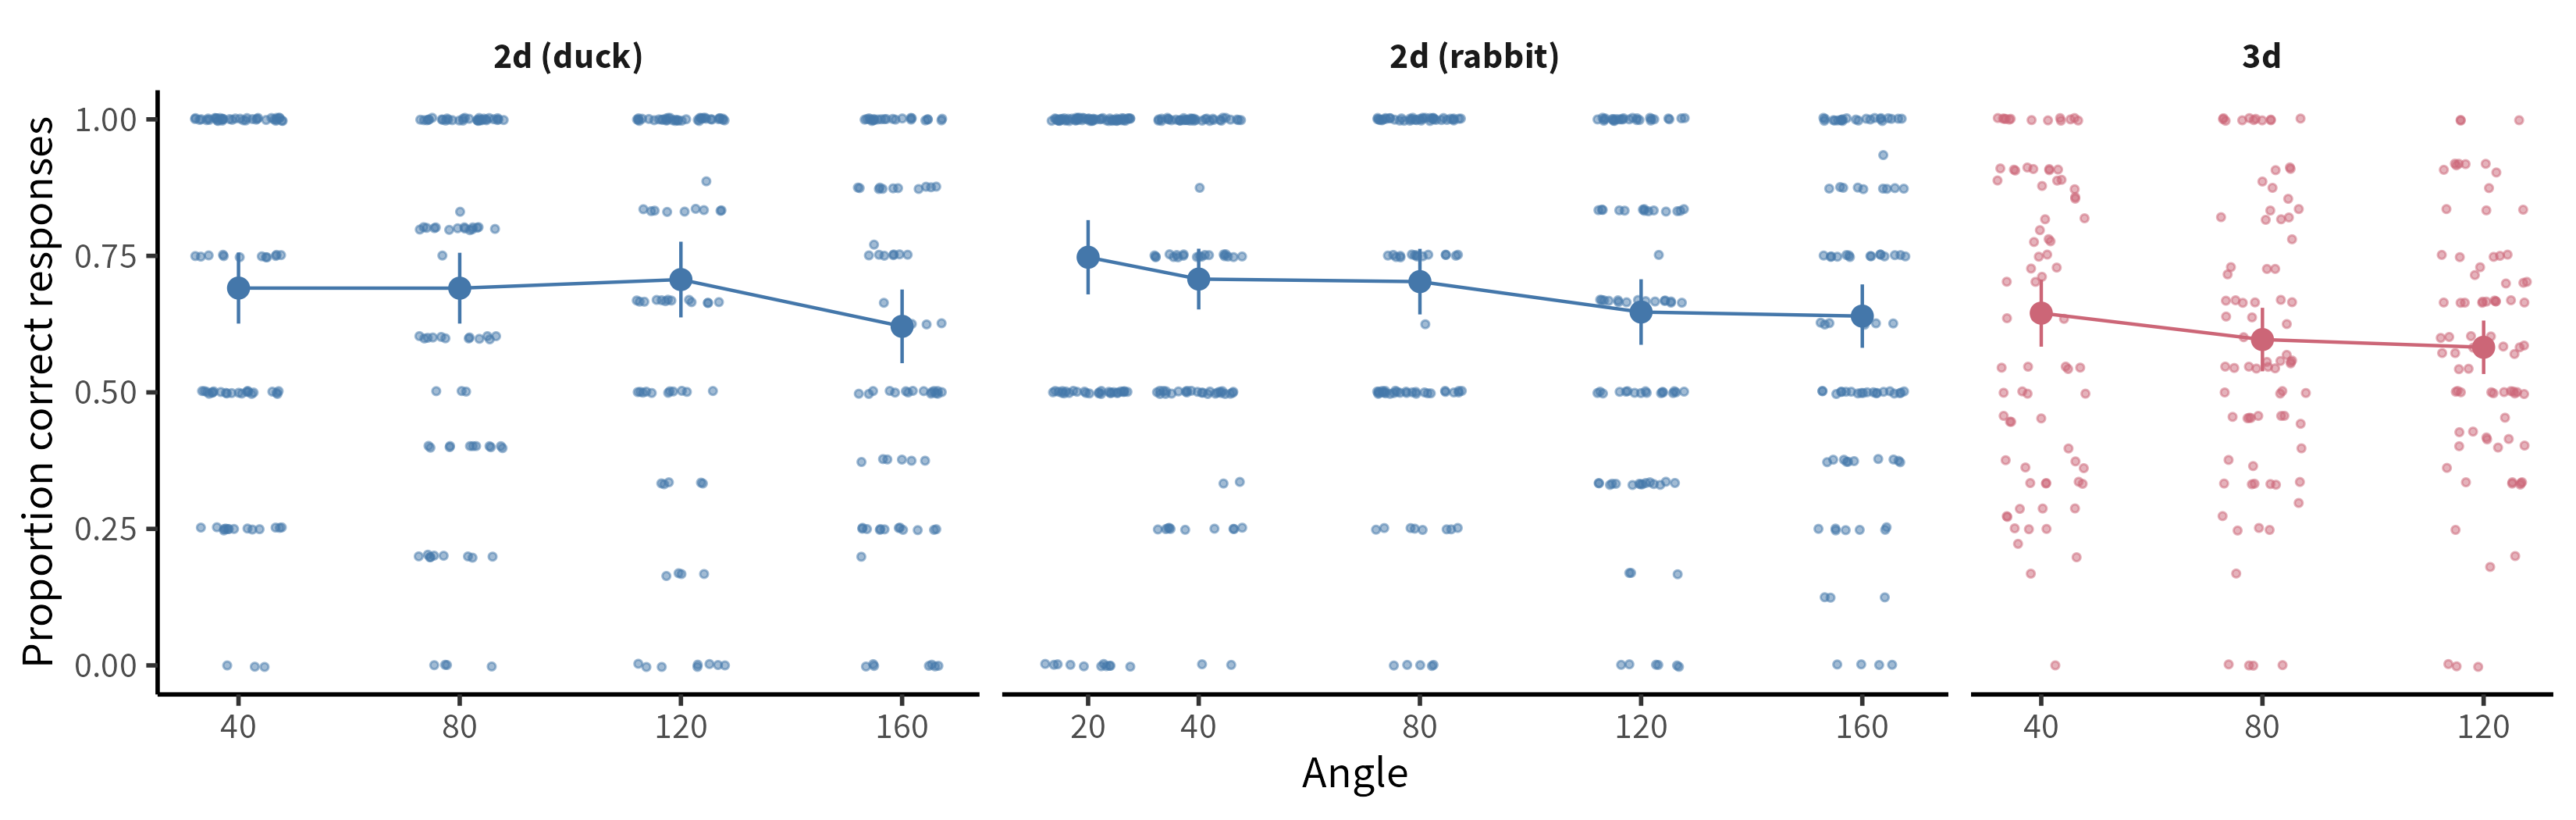 2d (duck)
2d (rabbit)
3d
Proportion correct responses
1.00
0.75
0.50
0.25
0.00
40 80 120 160
20 40 80 120 160
40 80 120
Angle